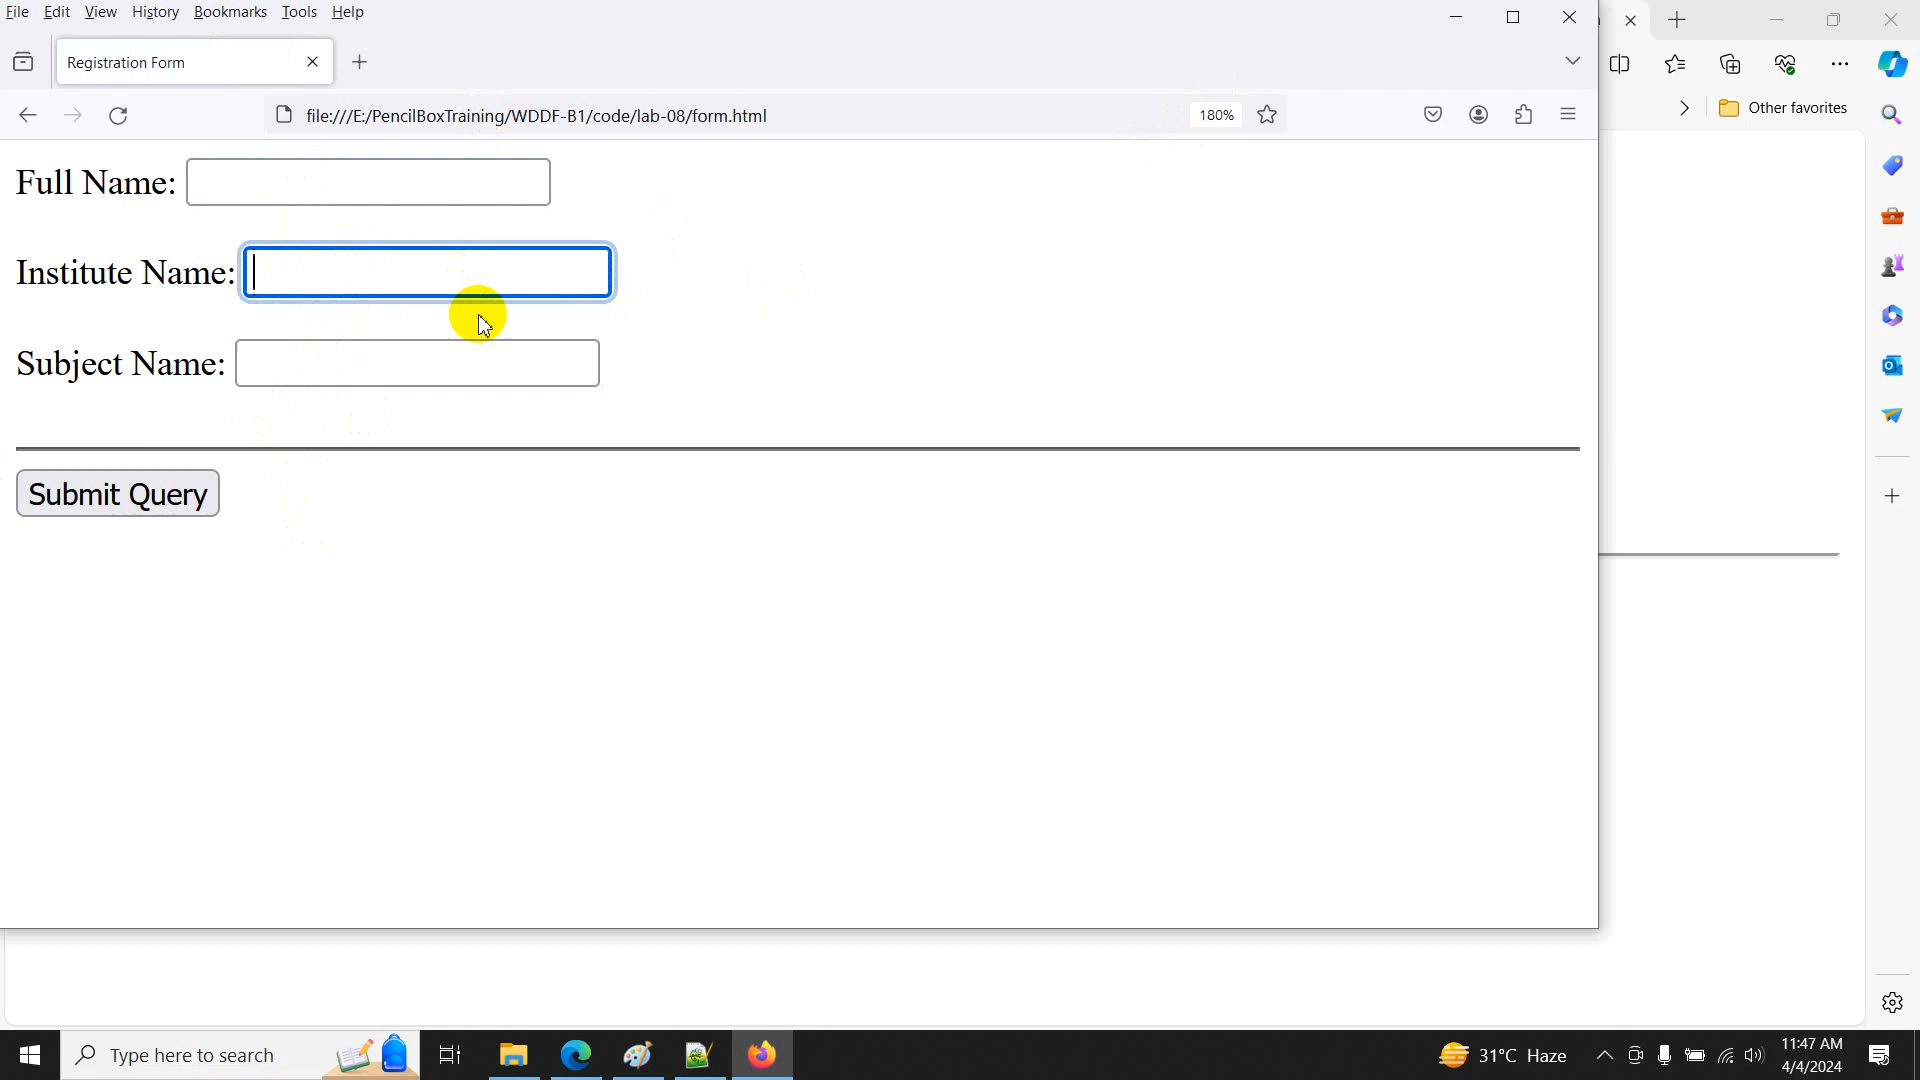 File Edit View History Bookmarks Tools Help
Registration Form
file:///E:/PencilBoxTraining/WDDF-B1/code/lab-08/form.html
180%
Other favorites
Full Name:
Institute Name:
Subject Name:
Submit Query
Type here to search
31°C Haze
11:47 AM
4/4/2024